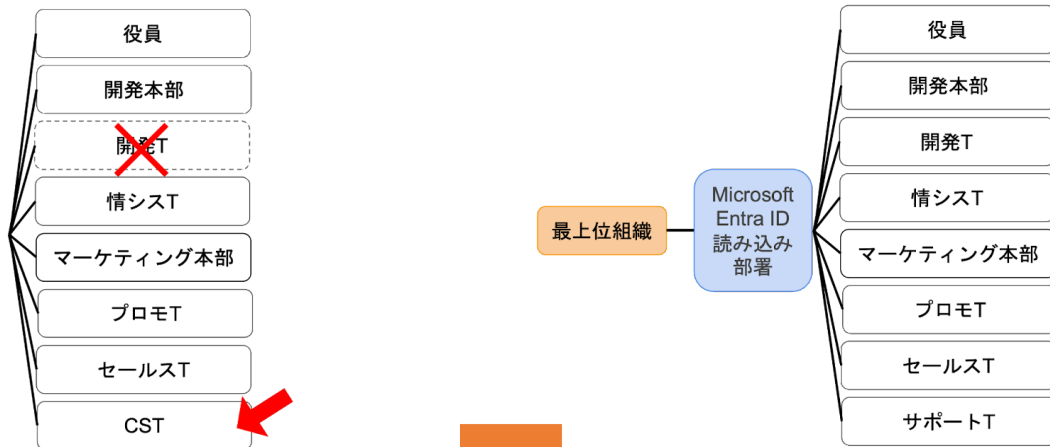 役員
開発本部
開発T
情シスT
マーケティング本部
プロモT
セールスT
CST
最上位組織
Microsoft
Entra ID
読み込み
部署
役員
開発本部
開発T
情シスT
マーケティング本部
プロモT
セールスT
サポートT